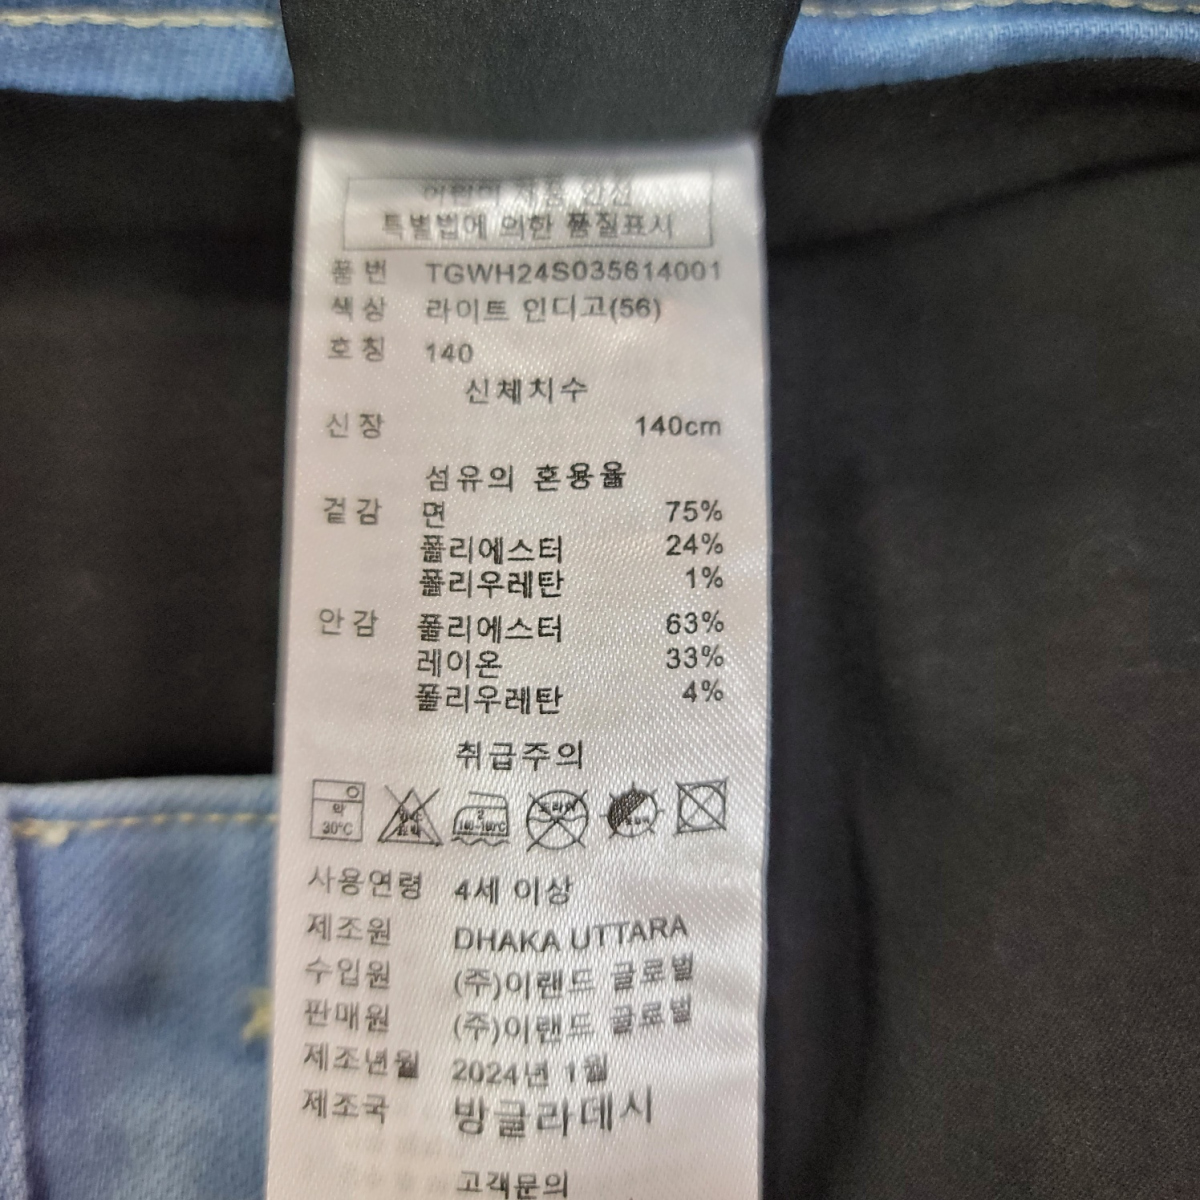 어린이 제품 안전
특별법에 의한 품질표시
품 번 TGWH24S035614001
색 상 라이트 인디고(56)
호 칭 140
신체치수
신 장 140cm
섬유의 혼용율
겉 감 면 75%
폴리에스터 24%
폴리우레탄 1%
안 감 폴리에스터 63%
레이온 33%
폴리우레탄 4%
취급주의
약 30°C 2 드라이
사용연령 4세 이상
제조원 DHAKA UTTARA
수입원 (주)이랜드 글로벌
판매원 (주)이랜드 글로벌
제조년월 2024년 1월
제조국 방글라데시
고객문의